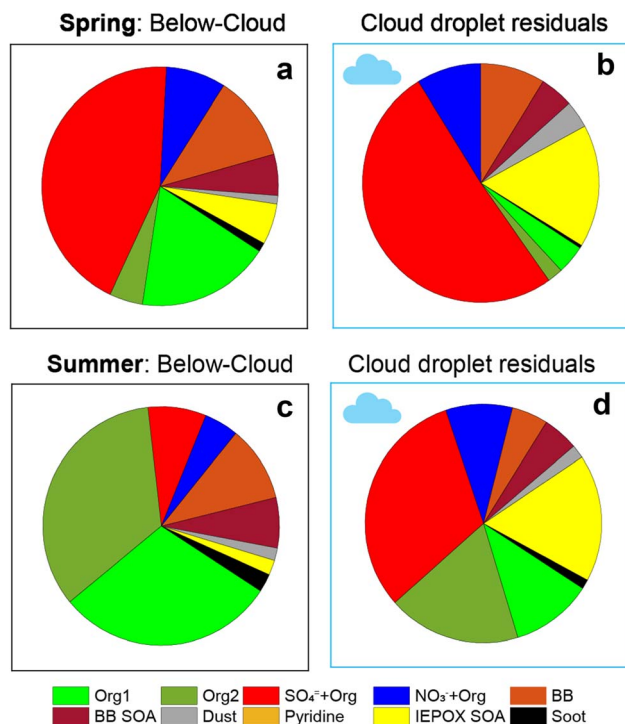 Spring: Below-Cloud Cloud droplet residuals
a b
Summer: Below-Cloud Cloud droplet residuals
c d
Org1 Org2 SO₄⁼+Org NO₃⁻+Org BB
BB SOA Dust Pyridine IEPOX SOA Soot